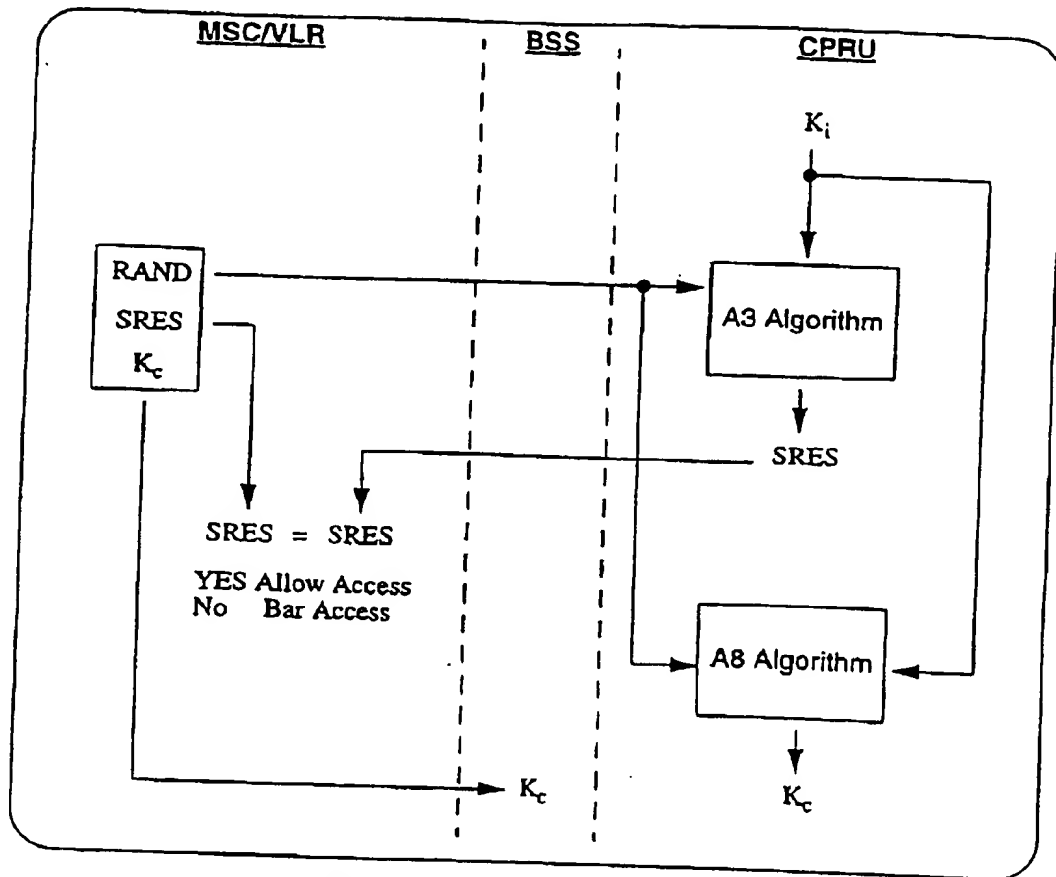 MSC/VLR
BSS
CPRU
Ki
RAND
SRES
Kc
A3 Algorithm
SRES
SRES = SRES
YES Allow Access
No Bar Access
A8 Algorithm
Kc
Kc